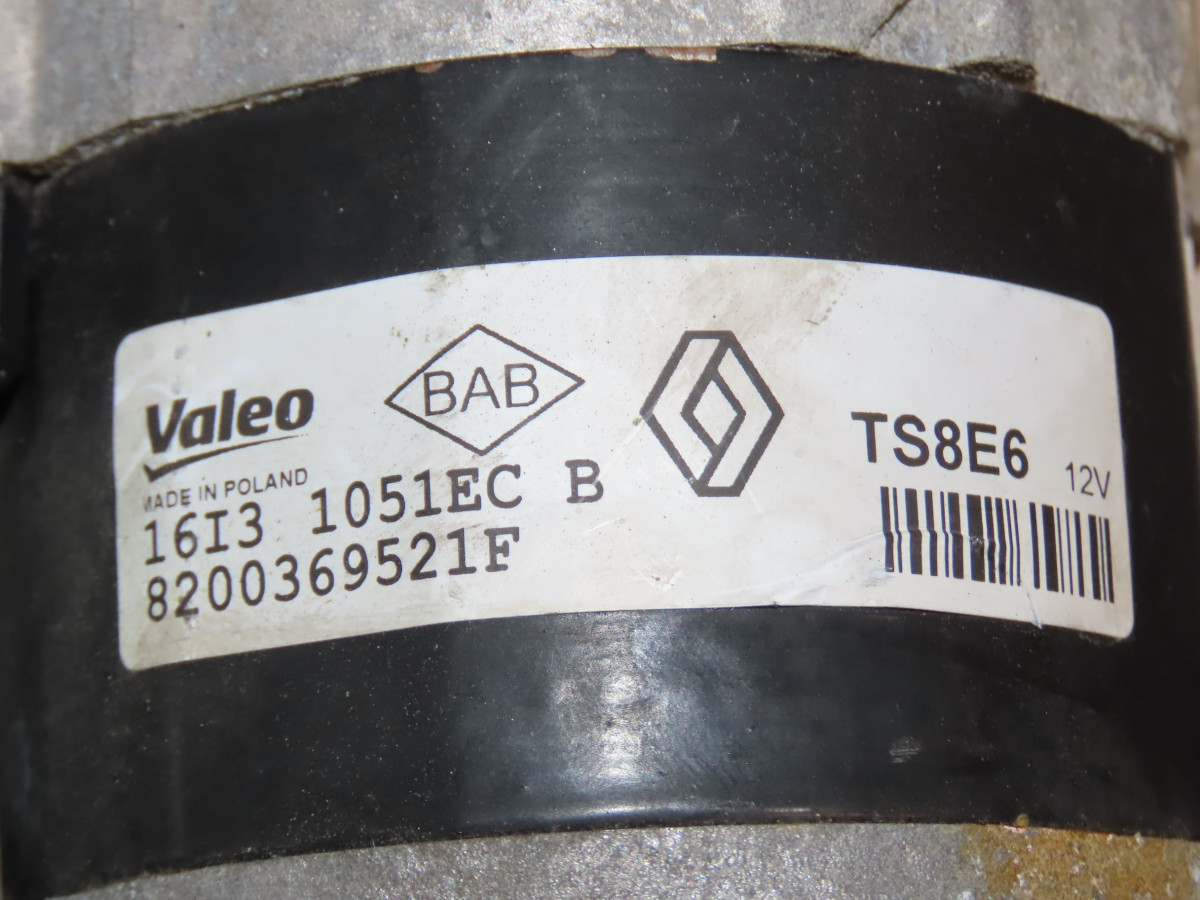 Valeo
BAB
MADE IN POLAND
16I3 1051EC B
8200369521F
TS8E6 12V